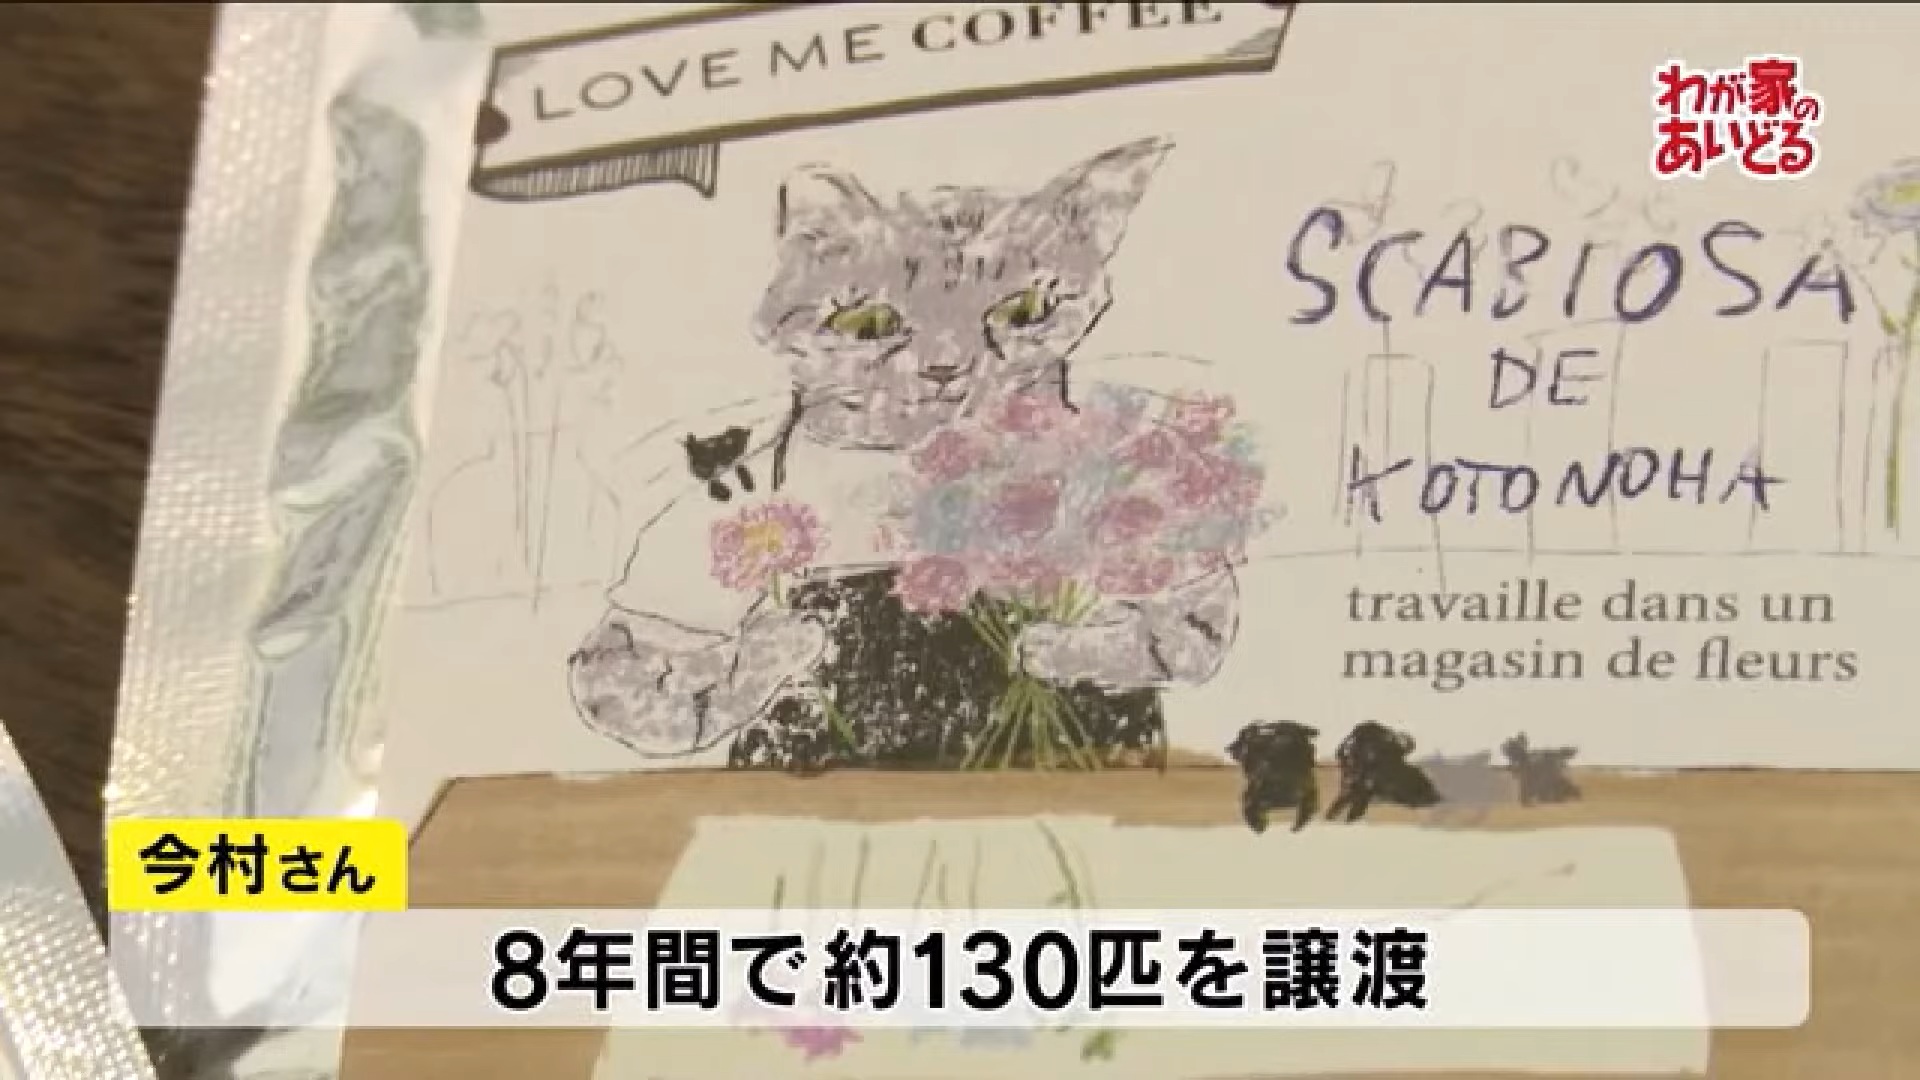 LOVE ME COFFEE
わが家の
あいどる
SCABIOSA
DE
KOTONOHA
travaille dans un
magasin de fleurs
今村さん
8年間で約130匹を譲渡